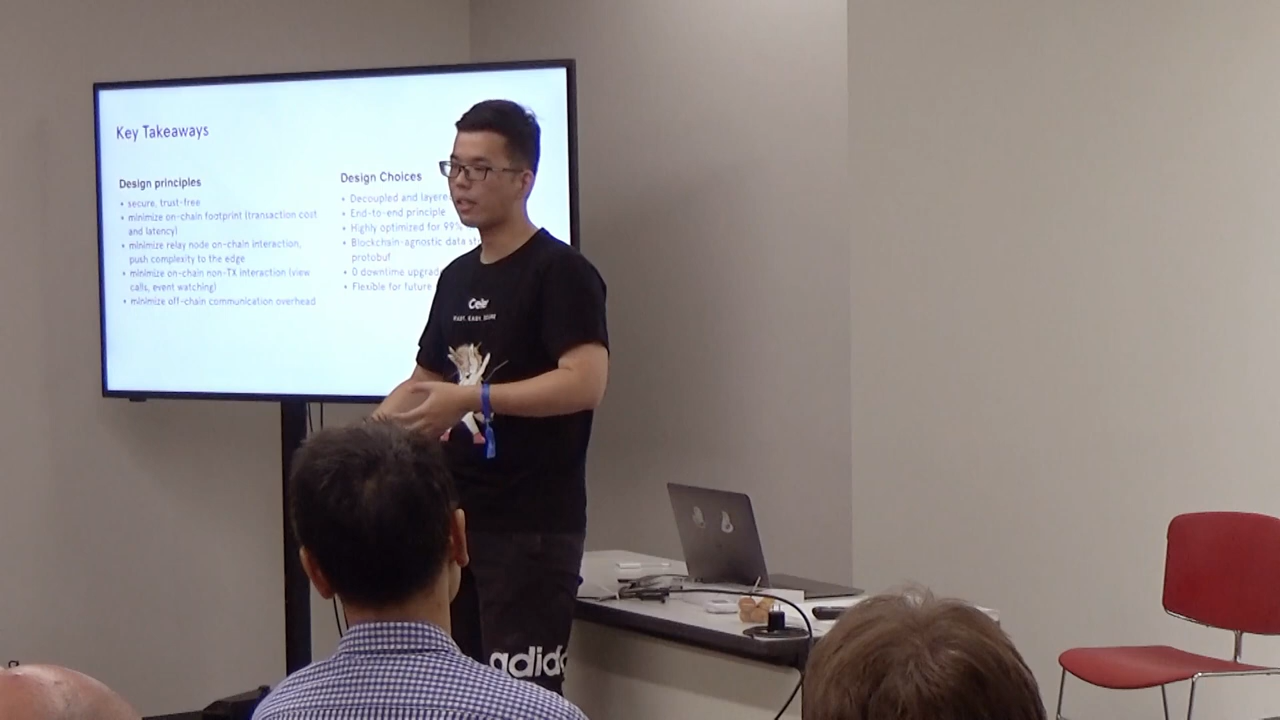 Key Takeaways
Design principles
• secure, trust-free
• minimize on-chain footprint (transaction cost
and latency)
• minimize relay node on-chain interaction,
push complexity to the edge
• minimize on-chain non-TX interaction (view
calls, event watching)
• minimize off-chain communication overhead
Design Choices
• Decoupled and layere
• End-to-end principle
• Highly optimized for 99%
• Blockchain-agnostic data st
protobuf
• 0 downtime upgrad
• Flexible for future
Celer
adida